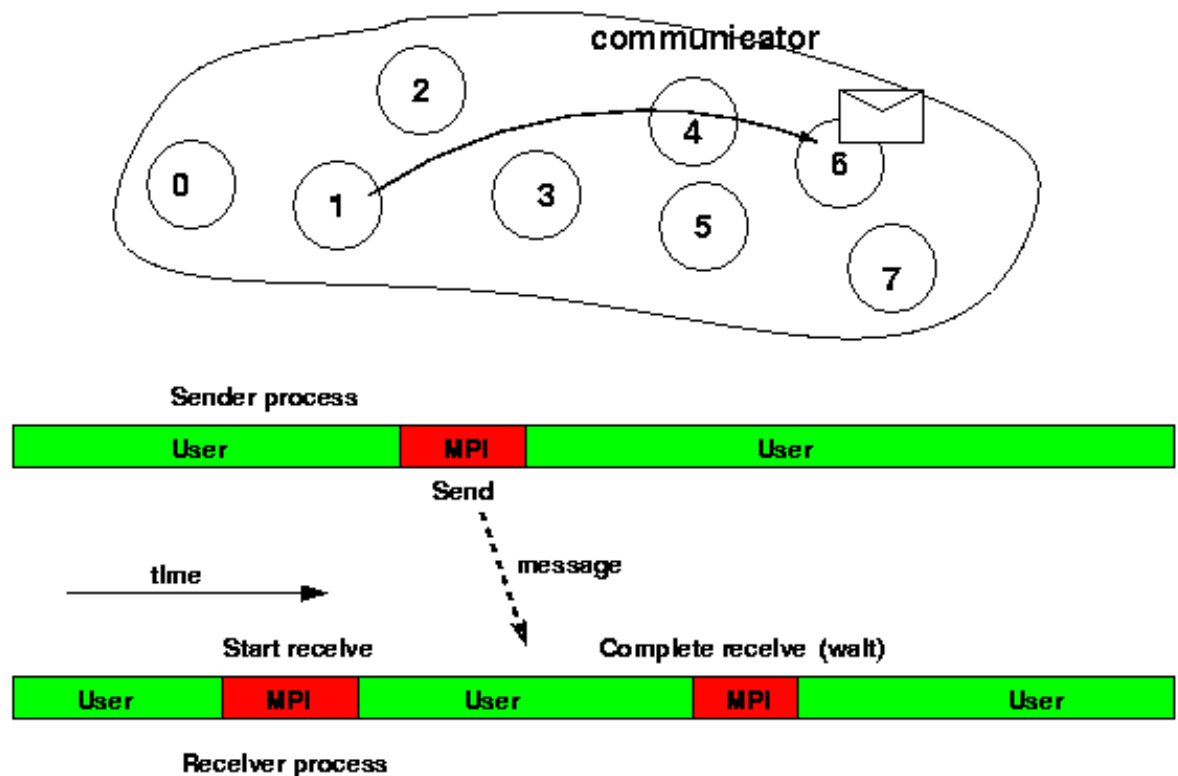 communicator
2
4
6
0
1
3
5
7
Sender process
User MPI User
Send
message
time
Start receive Complete receive (wait)
User MPI User MPI User
Receiver process